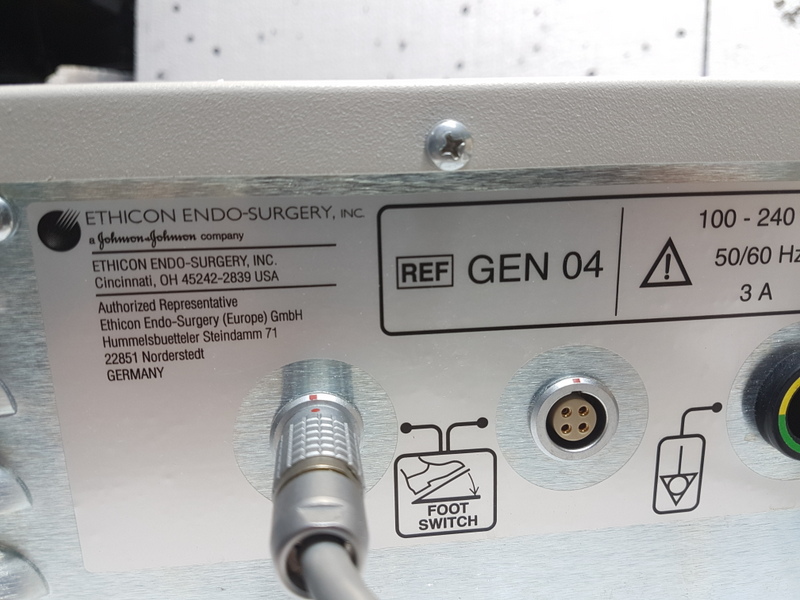 ETHICON ENDO-SURGERY, INC.
a Johnson & Johnson company
ETHICON ENDO-SURGERY, INC.
Cincinnati, OH 45242-2839 USA
Authorized Representative
Ethicon Endo-Surgery (Europe) GmbH
Hummelsbuetteler Steindamm 71
22851 Norderstedt
GERMANY
REF GEN 04
100 - 240
50/60 Hz
3 A
FOOT
SWITCH